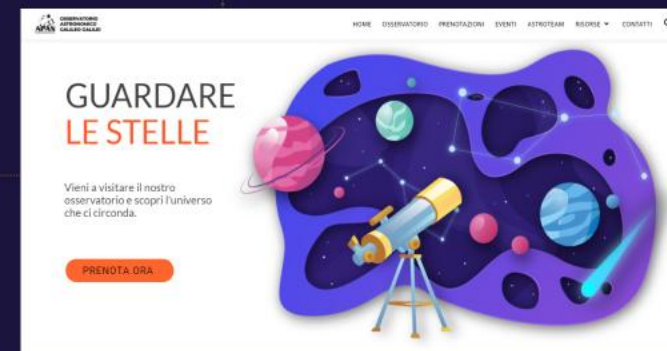 OSSERVATORIO
ASTRONOMICO
GALILEO GALILEI
APAN
HOME OSSERVATORIO PRENOTAZIONI EVENTI ASTROTEAM RISORSE CONTATTI
GUARDARE
LE STELLE
Vieni a visitare il nostro
osservatorio e scopri l'universo
che ci circonda.
PRENOTA ORA